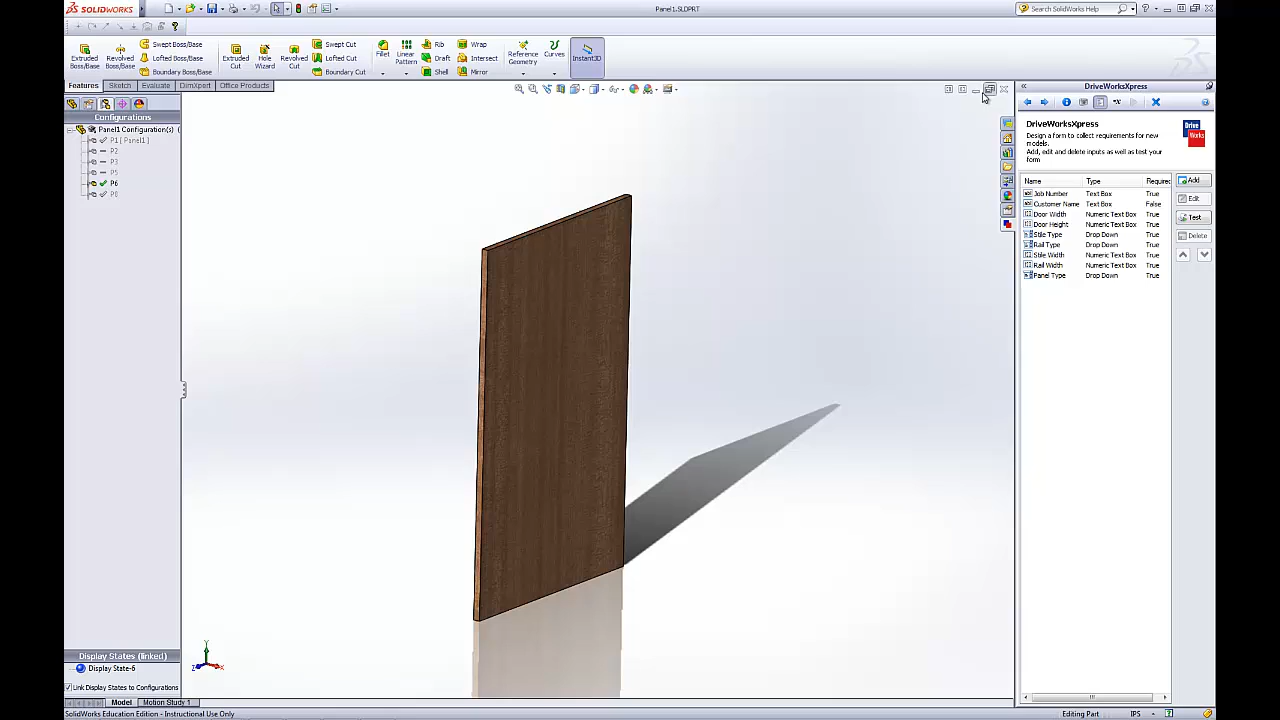 SOLIDWORKS
Panel1.SLDPRT
Search SolidWorks Help
Extruded Boss/Base
Revolved Boss/Base
Swept Boss/Base
Lofted Boss/Base
Boundary Boss/Base
Extruded Cut
Hole Wizard
Revolved Cut
Swept Cut
Lofted Cut
Boundary Cut
Fillet
Linear Pattern
Rib
Draft
Shell
Wrap
Intersect
Mirror
Reference Geometry
Curves
Instant3D
Features Sketch Evaluate DimXpert Office Products
Configurations
Panel1 Configuration(s) (
P1 [ Panel1 ]
P2
P3
P5
P6
P8
Display States (linked)
Display State-6
Link Display States to Configurations
Y
Z
X
DriveWorksXpress
DriveWorksXpress
Design a form to collect requirements for new
models.
Add, edit and delete inputs as well as test your
form
Drive
Works
Name Type Required
Job Number Text Box True
Customer Name Text Box False
Door Width Numeric Text Box True
Door Height Numeric Text Box True
Stile Type Drop Down True
Rail Type Drop Down True
Stile Width Numeric Text Box True
Rail Width Numeric Text Box True
Panel Type Drop Down True
Add
Edit
Test
Delete
Model Motion Study 1
SolidWorks Education Edition - Instructional Use Only
Editing Part IPS